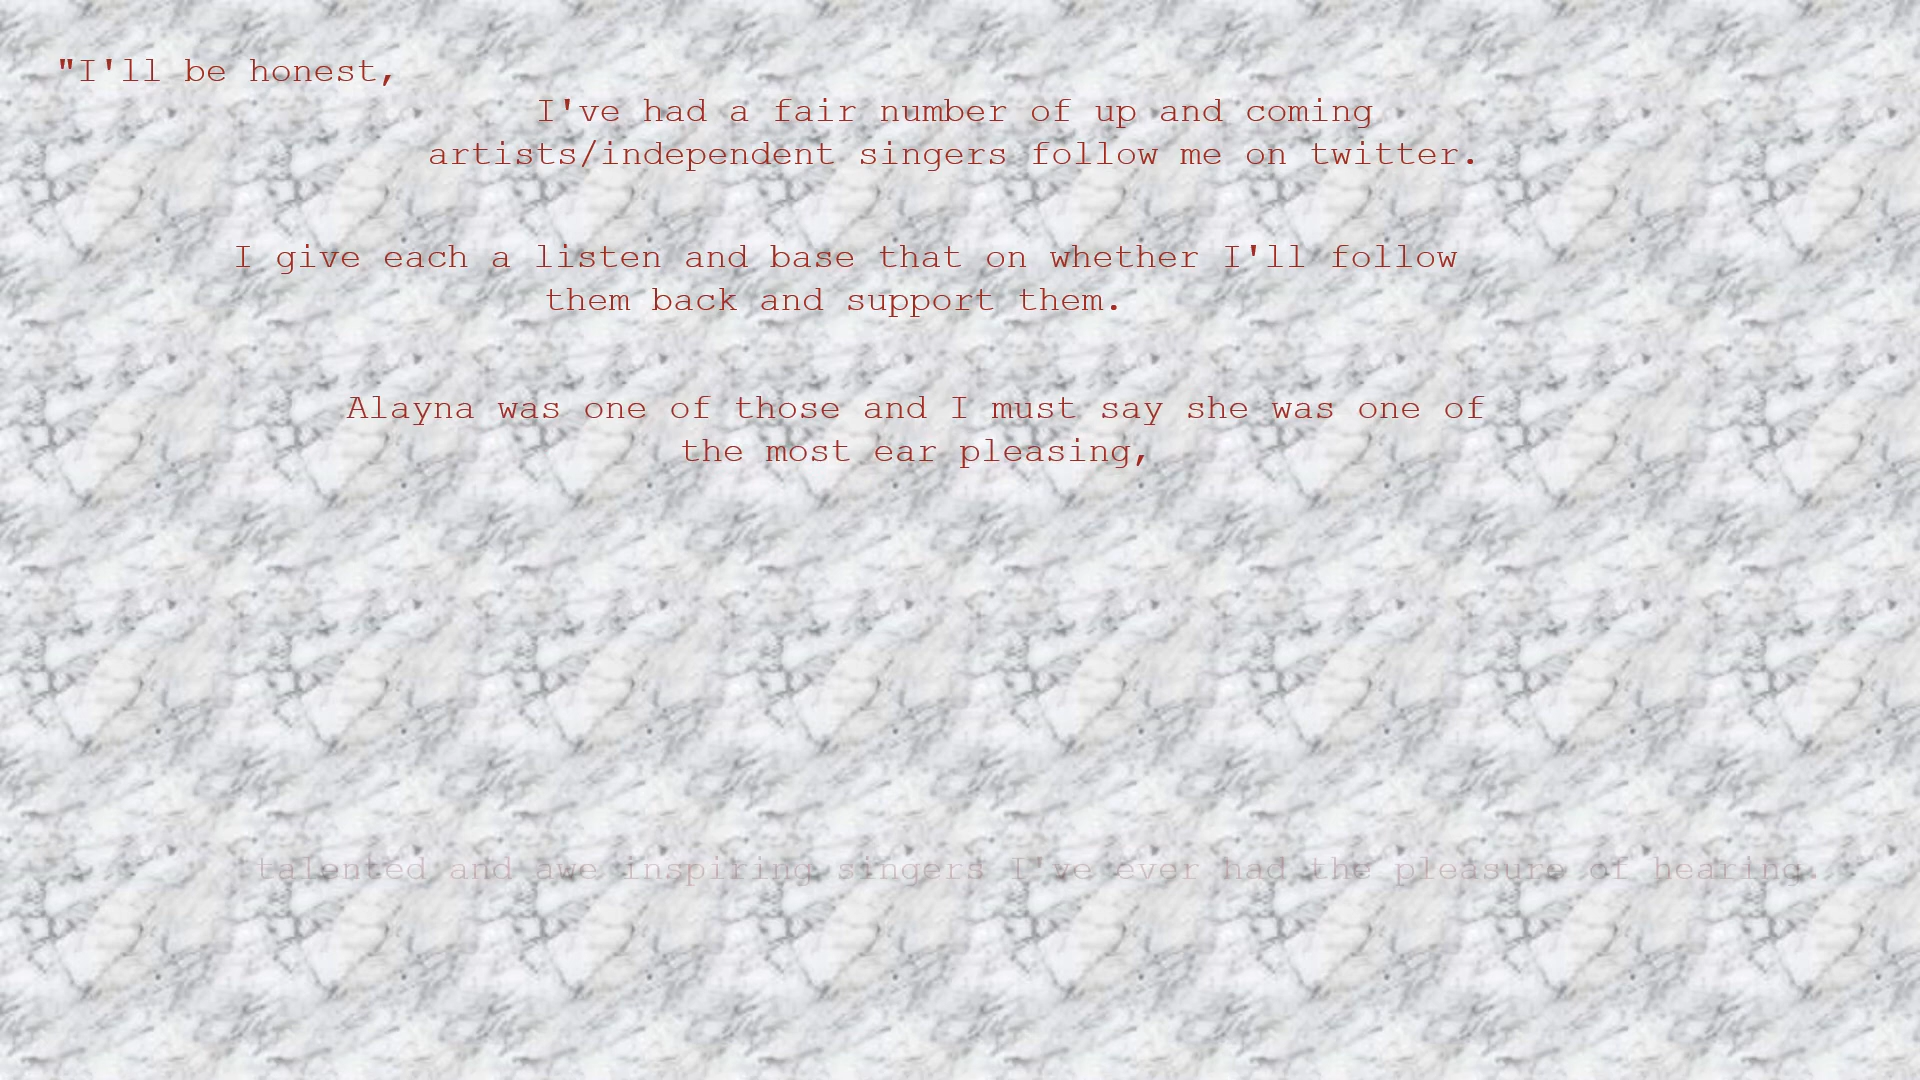 "I'll be honest,
I've had a fair number of up and coming
artists/independent singers follow me on twitter.
I give each a listen and base that on whether I'll follow
them back and support them.
Alayna was one of those and I must say she was one of
the most ear pleasing,
talented and awe inspiring singers I've ever had the pleasure of hearing.